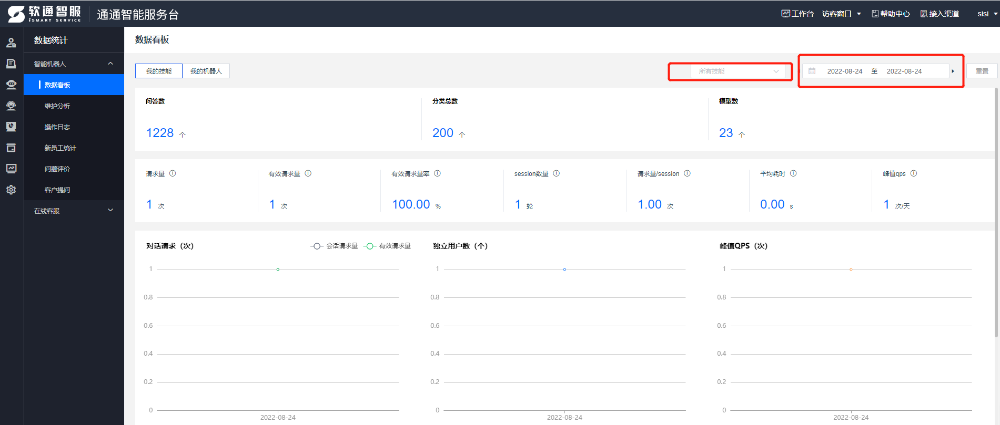 软通智服
iSMART SERVICE
通通智能服务台
工作台
访客窗口
帮助中心
接入渠道
sisi
数据统计
智能机器人
数据看板
维护分析
操作日志
新员工统计
问题评价
客户提问
在线客服
数据看板
我的技能
我的机器人
所有技能
2022-08-24 至 2022-08-24
重置
问答数
1228 个
分类总数
200 个
模型数
23 个
请求量
1 次
有效请求量
1 次
有效请求量率
100.00 %
session数量
1 轮
请求量/session
1.00 次
平均耗时
0.00 s
峰值qps
1 次/天
对话请求（次）
会话请求量
有效请求量
1
0.8
0.6
0.4
0.2
0
2022-08-24
独立用户数（个）
1
0.8
0.6
0.4
0.2
0
2022-08-24
峰值QPS（次）
1
0.8
0.6
0.4
0.2
0
2022-08-24